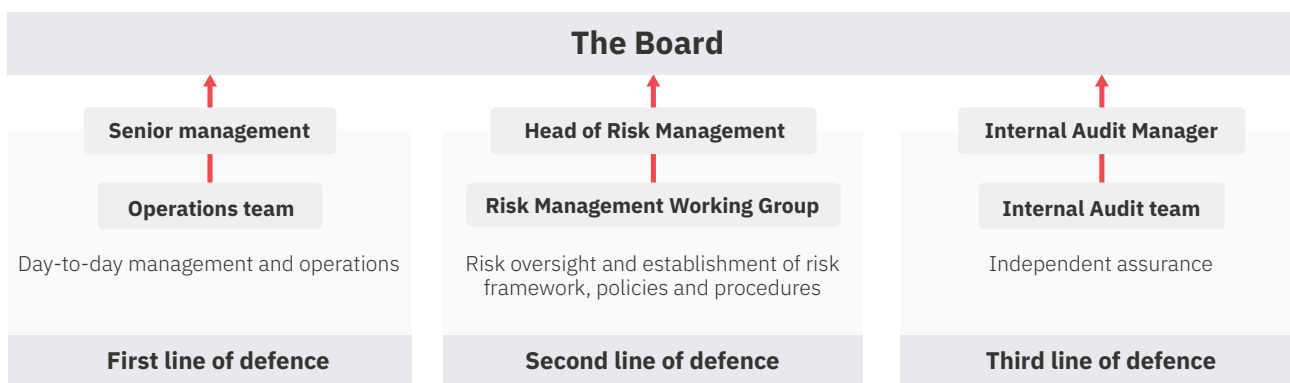 The Board
Senior management
Operations team
Day-to-day management and operations
First line of defence
Head of Risk Management
Risk Management Working Group
Risk oversight and establishment of risk
framework, policies and procedures
Second line of defence
Internal Audit Manager
Internal Audit team
Independent assurance
Third line of defence